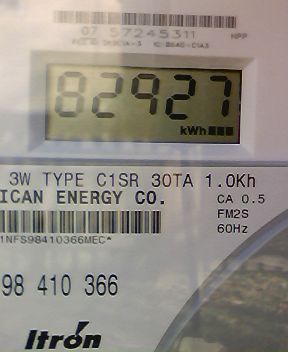 07 57245311 NPP
82927
kWh
3W TYPE C1SR 30TA 1.0Kh
ICAN ENERGY CO. CA 0.5
FM2S
60Hz
1NFS98410366MEC*
98 410 366
Itron